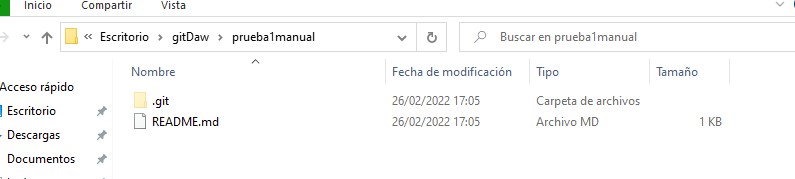 Inicio Compartir Vista
« Escritorio › gitDaw › prueba1manual Buscar en prueba1manual
Nombre Fecha de modificación Tipo Tamaño
Acceso rápido
.git 26/02/2022 17:05 Carpeta de archivos
Escritorio
README.md 26/02/2022 17:05 Archivo MD 1 KB
Descargas
Documentos